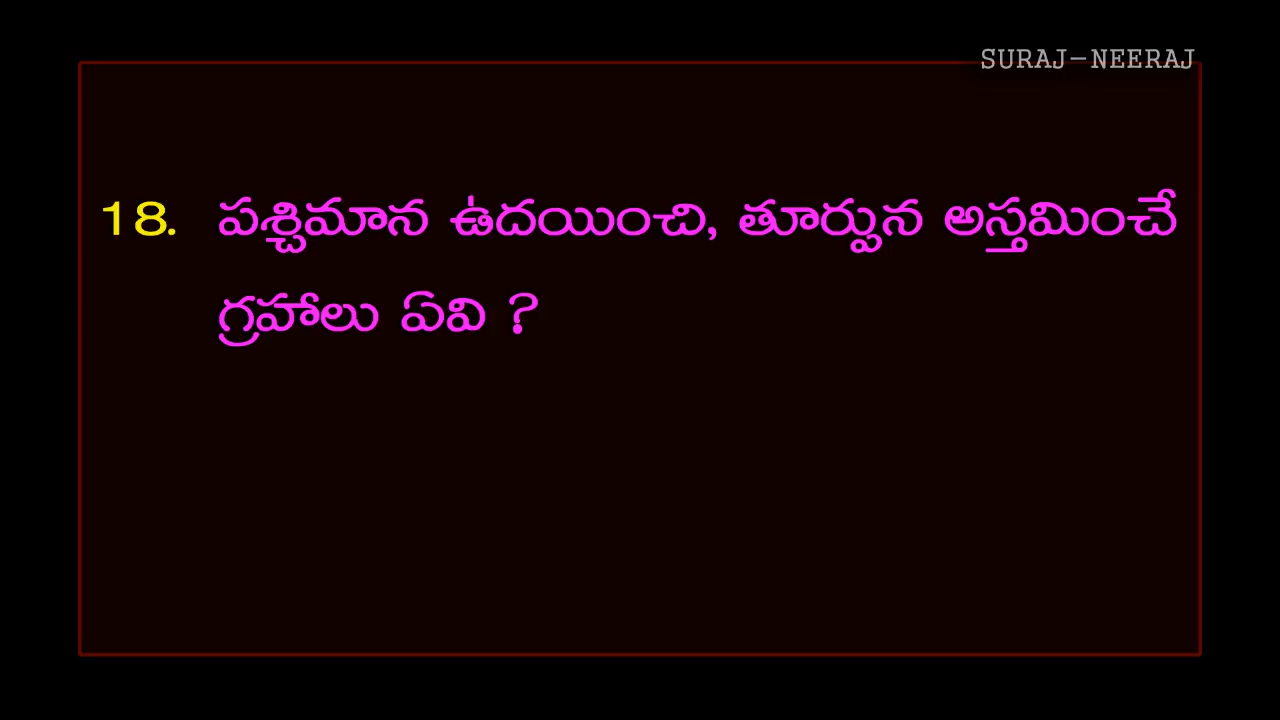 SURAJ-NEERAJ
18. పశ్చిమాన ఉదయించి, తూర్పున అస్తమించే
గ్రహాలు ఏవి ?